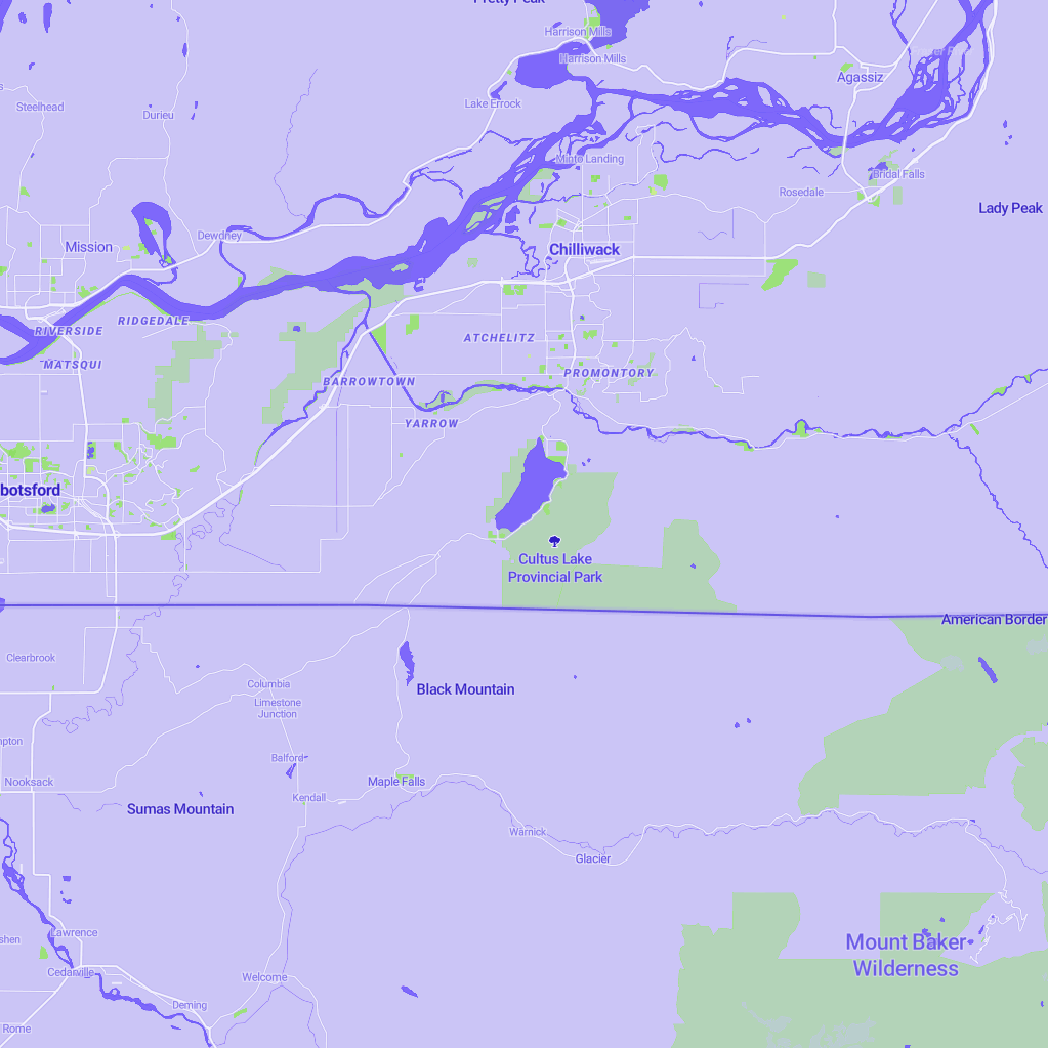 Pretty Peak
Harrison Mills
Harrison Mills
Agassiz
Steelhead
Lake Errock
Durieu
Minto Landing
Bridal Falls
Rosedale
Lady Peak
Dewdney
Mission
Chilliwack
RIDGEDALE
RIVERSIDE
ATCHELITZ
MATSQUI
PROMONTORY
BARROWTOWN
YARROW
botsford
Cultus Lake
Provincial Park
American Border
Clearbrook
Columbia
Black Mountain
Limestone
Junction
npton
Balford
Nooksack
Maple Falls
Kendall
Sumas Mountain
Warnick
Glacier
Lawrence
shen
Mount Baker
Wilderness
Cedarville
Welcome
Deming
Rome